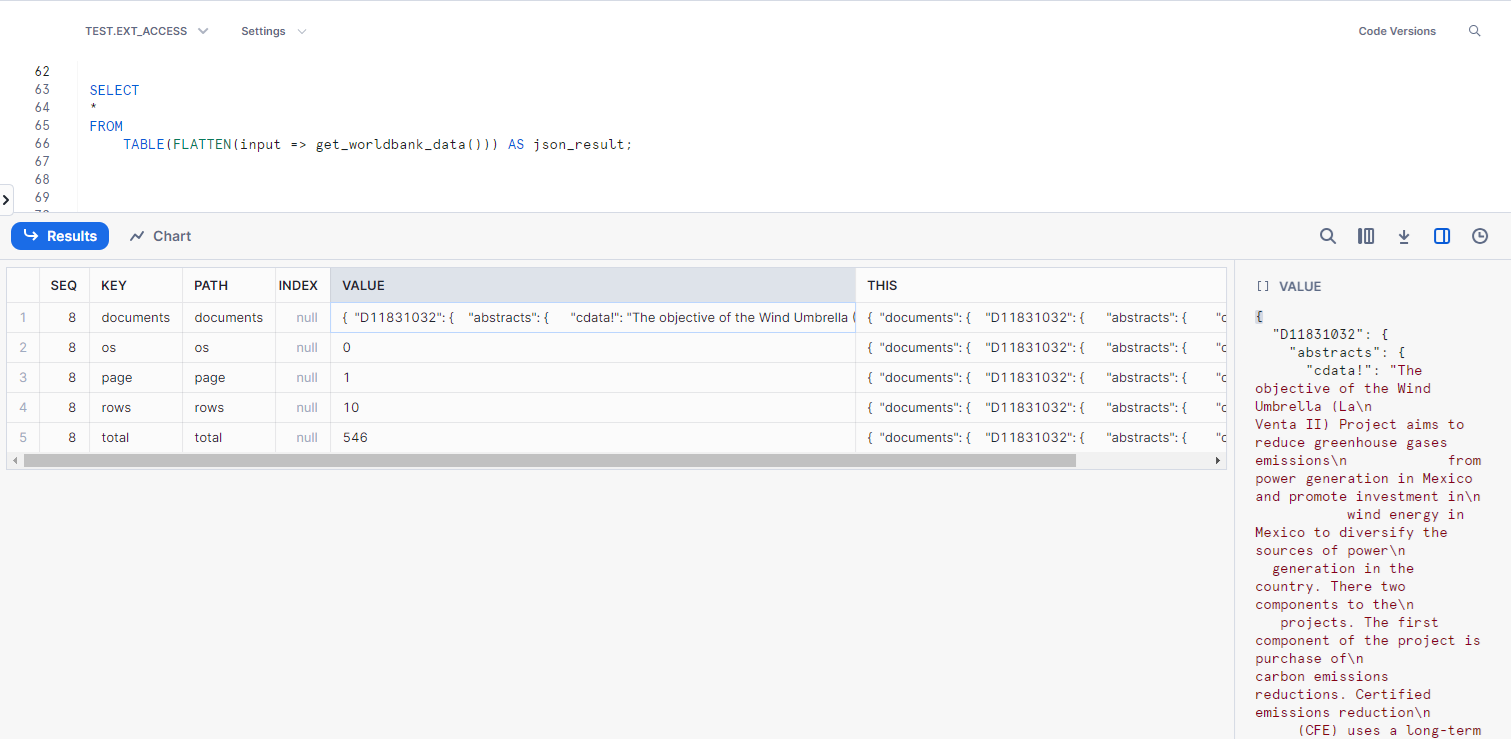 TEST.EXT_ACCESS Settings Code Versions
62
63 SELECT
64 *
65 FROM
66 TABLE(FLATTEN(input => get_worldbank_data())) AS json_result;
67
68
69
Results Chart
SEQ KEY PATH INDEX VALUE THIS
1 8 documents documents null { "D11831032": { "abstracts": { "cdata!": "The objective of the Wind Umbrella ( { "documents": { "D11831032": { "abstracts": { "c
2 8 os os null 0 { "documents": { "D11831032": { "abstracts": { "c
3 8 page page null 1 { "documents": { "D11831032": { "abstracts": { "c
4 8 rows rows null 10 { "documents": { "D11831032": { "abstracts": { "c
5 8 total total null 546 { "documents": { "D11831032": { "abstracts": { "c
[] VALUE
{
"D11831032": {
"abstracts": {
"cdata!": "The
objective of the Wind
Umbrella (La\n
Venta II) Project aims to
reduce greenhouse gases
emissions\n from
power generation in Mexico
and promote investment in\n
wind energy in
Mexico to diversify the
sources of power\n
generation in the
country. There two
components to the\n
projects. The first
component of the project is
purchase of\n
carbon emissions
reductions. Certified
emissions reduction\n
(CFE) uses a long-term